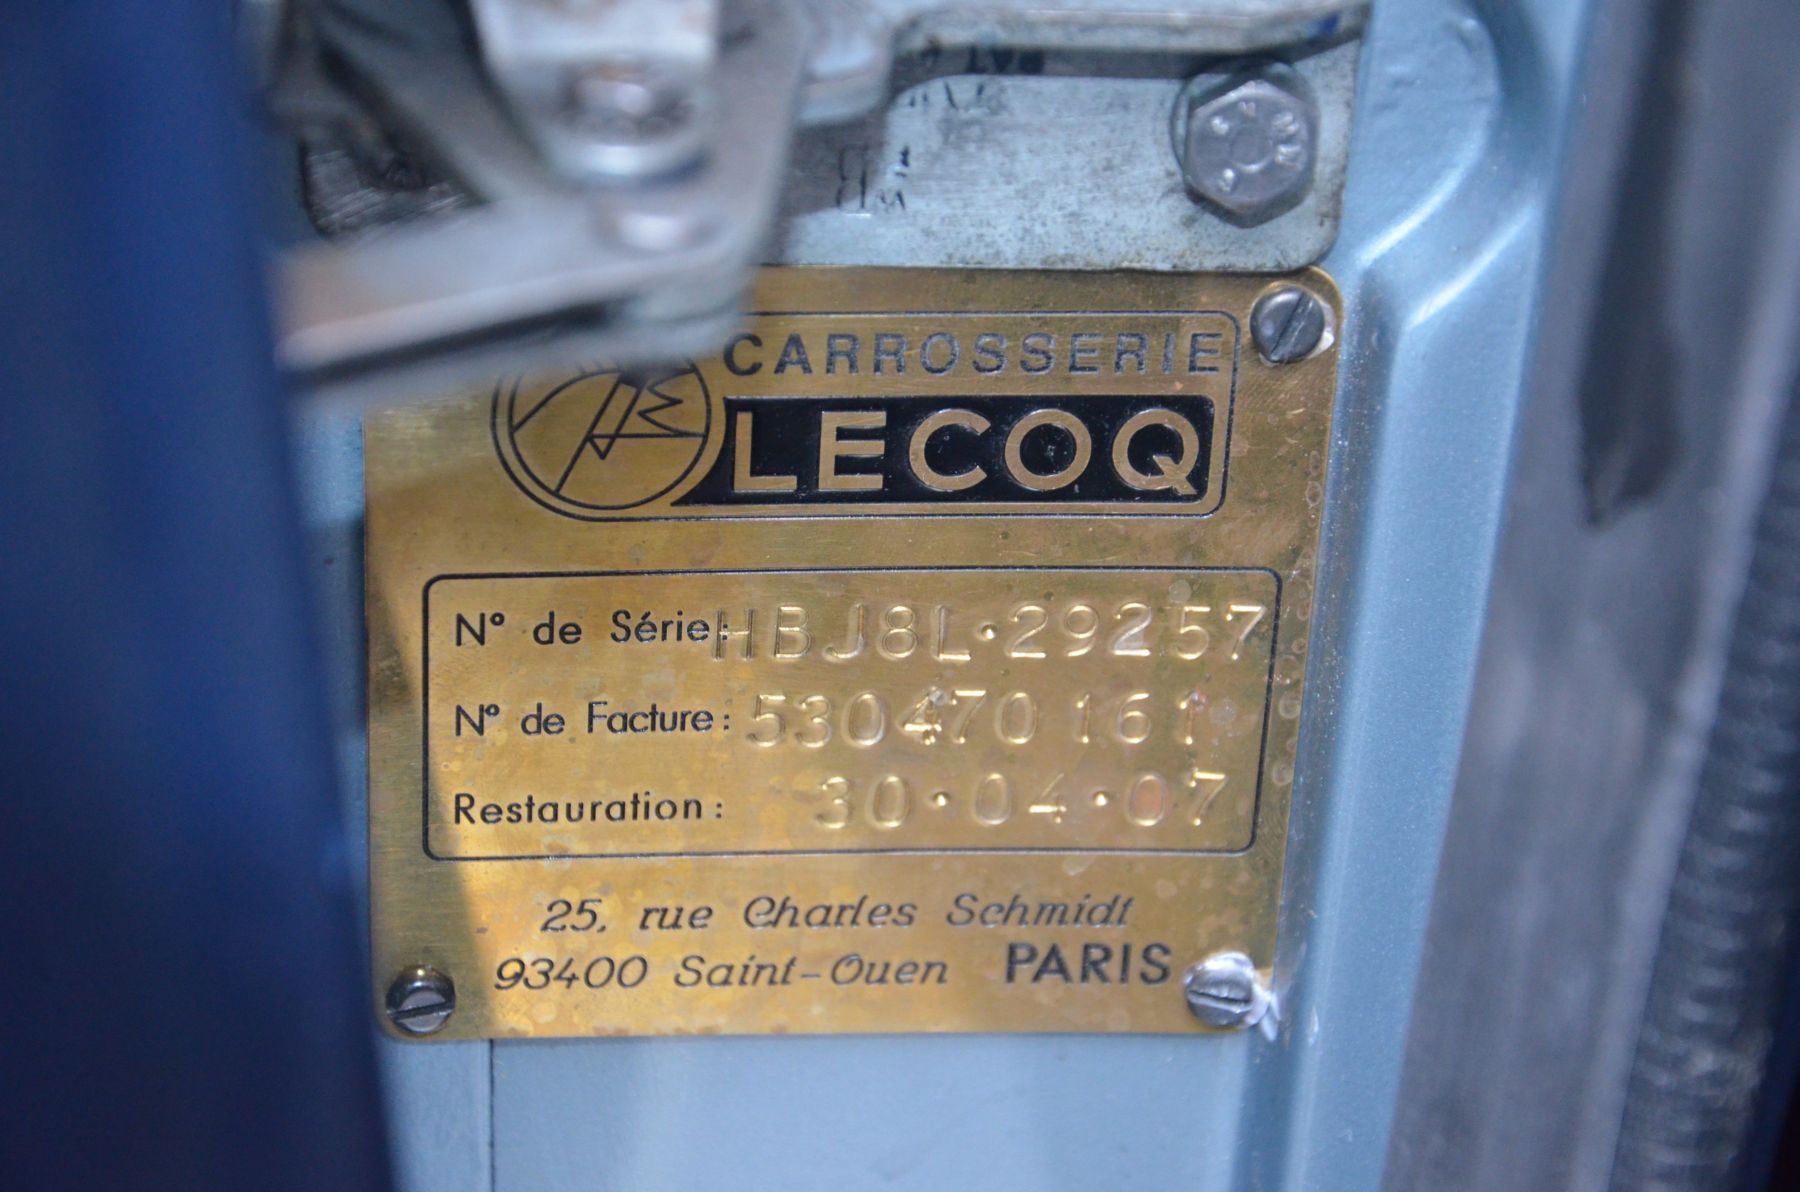 CARROSSERIE
LECOQ
N° de Série: HBJ8L·29257
N° de Facture: 530470161
Restauration: 30·04·07
25, rue Charles Schmidt
93400 Saint-Ouen PARIS